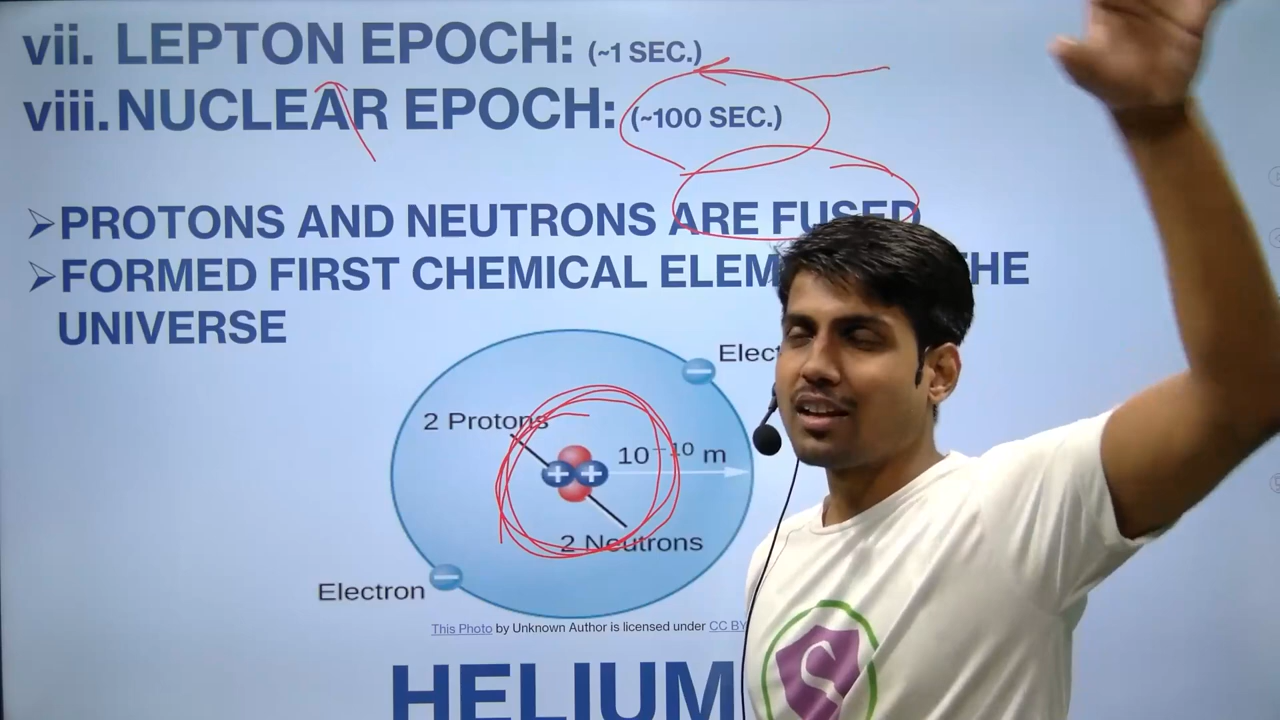 vii. LEPTON EPOCH: (~1 SEC.)
viii. NUCLEAR EPOCH: (~100 SEC.)
➢PROTONS AND NEUTRONS ARE FUSED
➢FORMED FIRST CHEMICAL ELEM THE
UNIVERSE
Elect
2 Protons
10⁻¹⁰ m
2 Neutrons
Electron
This Photo by Unknown Author is licensed under CC BY
HELIUM
S